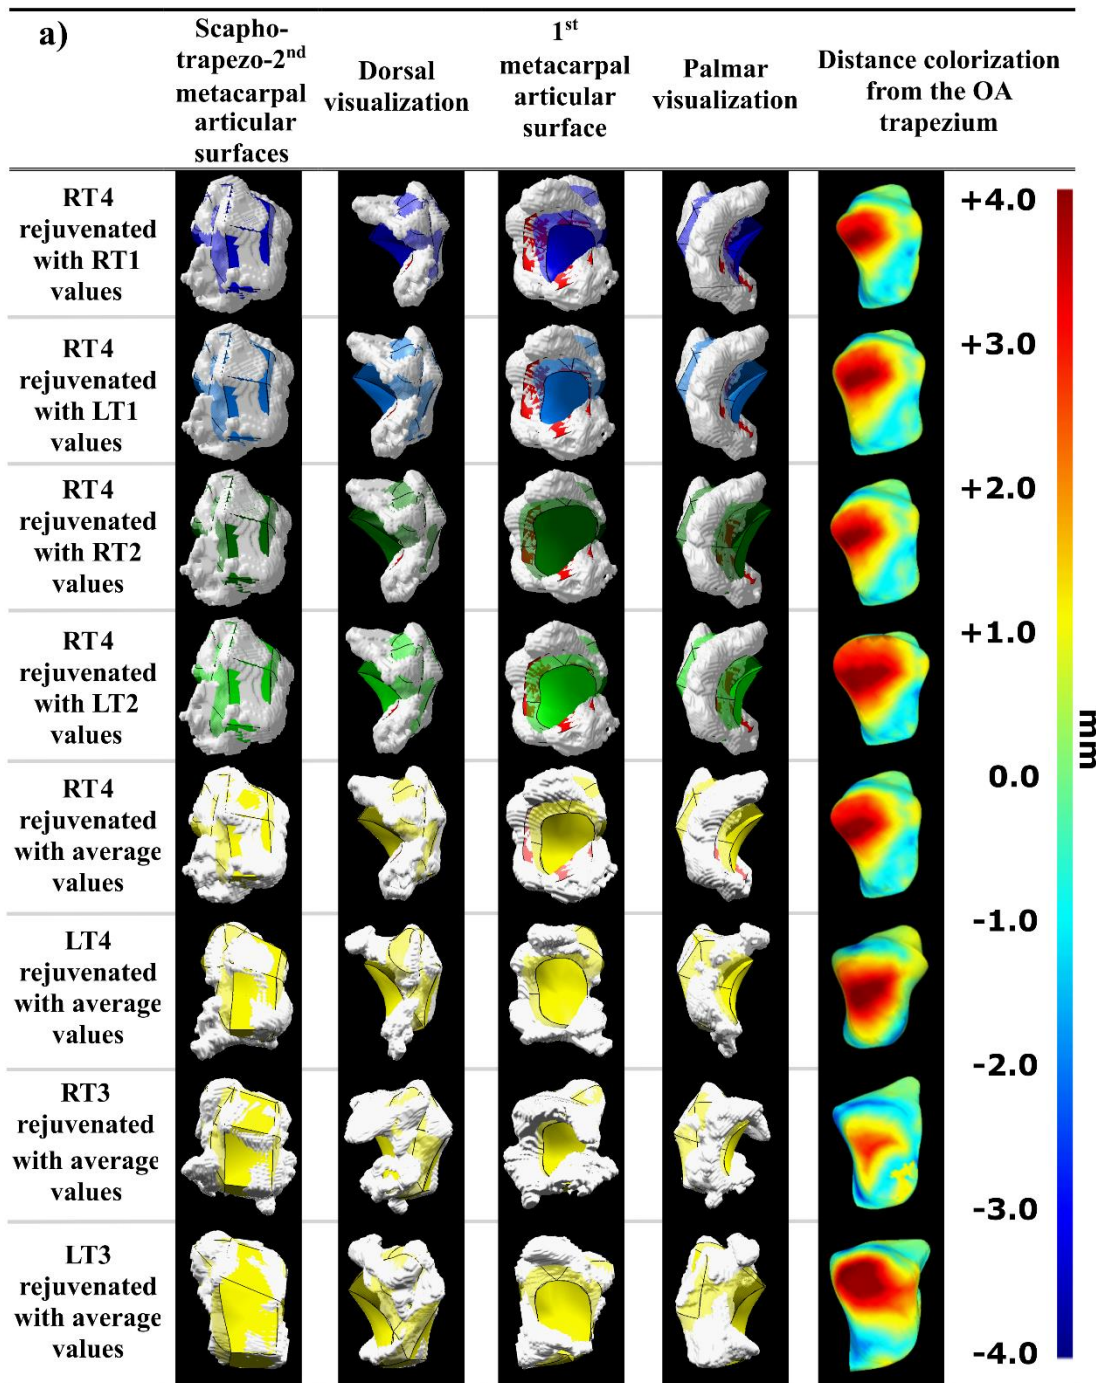 a)
Scapho-
trapezo-2nd
metacarpal
articular
surfaces
Dorsal
visualization
1st
metacarpal
articular
surface
Palmar
visualization
Distance colorization
from the OA
trapezium
RT4
rejuvenated
with RT1
values
RT4
rejuvenated
with LT1
values
RT4
rejuvenated
with RT2
values
RT4
rejuvenated
with LT2
values
RT4
rejuvenated
with average
values
LT4
rejuvenated
with average
values
RT3
rejuvenated
with average
values
LT3
rejuvenated
with average
values
+4.0
+3.0
+2.0
+1.0
0.0
-1.0
-2.0
-3.0
-4.0
mm